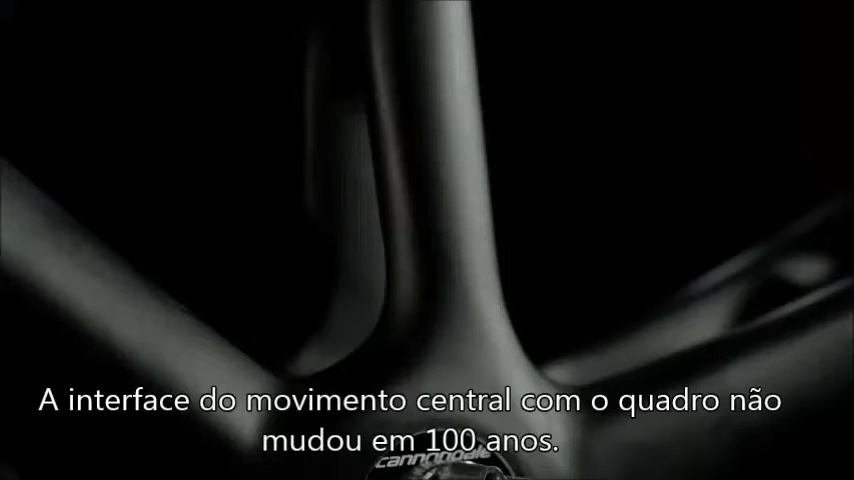 A interface do movimento central com o quadro não
mudou em 100 anos.
cannondale